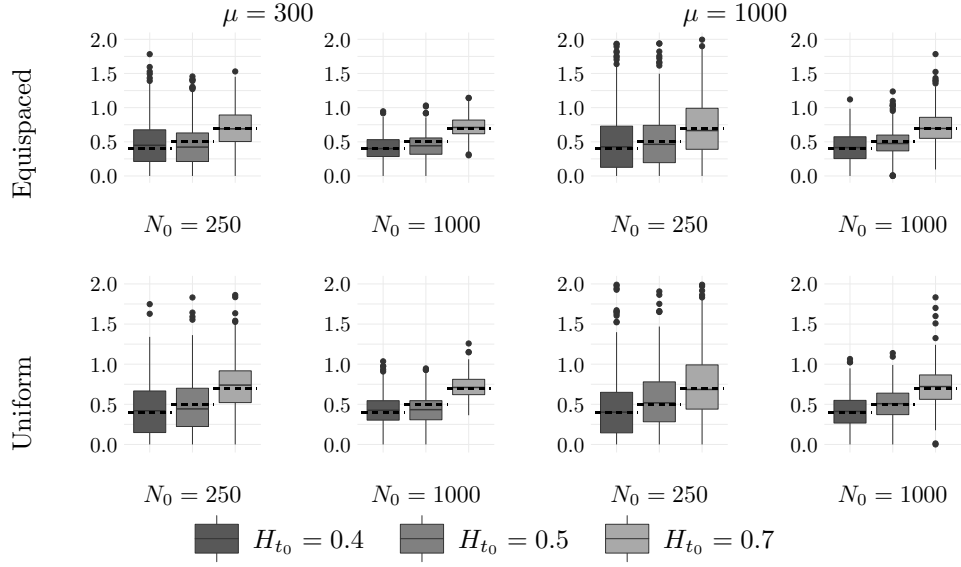 μ = 300
μ = 1000
Equispaced
2.0 2.0 2.0 2.0
1.5 1.5 1.5 1.5
1.0 1.0 1.0 1.0
0.5 0.5 0.5 0.5
0.0 0.0 0.0 0.0
N₀ = 250 N₀ = 1000 N₀ = 250 N₀ = 1000
Uniform
2.0 2.0 2.0 2.0
1.5 1.5 1.5 1.5
1.0 1.0 1.0 1.0
0.5 0.5 0.5 0.5
0.0 0.0 0.0 0.0
N₀ = 250 N₀ = 1000 N₀ = 250 N₀ = 1000
H_{t₀} = 0.4 H_{t₀} = 0.5 H_{t₀} = 0.7